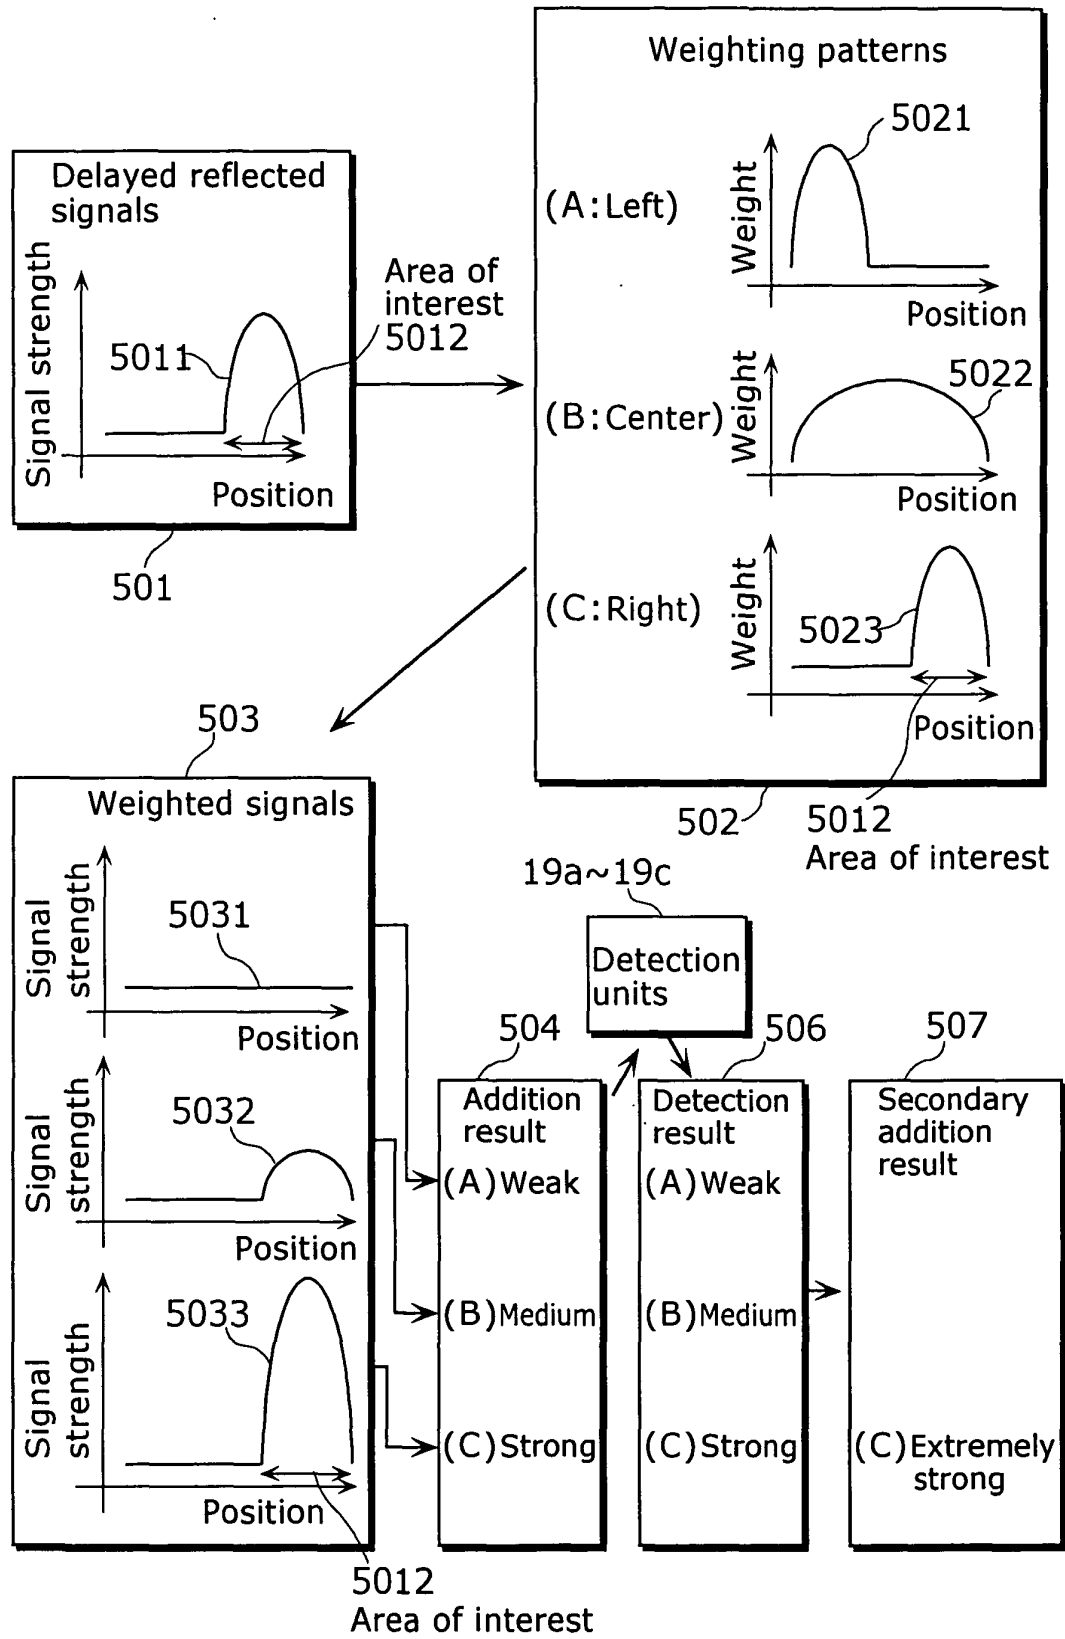 Weighting patterns
5021
(A:Left)
Weight
Position
5022
(B:Center)
Weight
Position
(C:Right)
Weight
5023
Position
502
5012
Area of interest
Delayed reflected
signals
Signal strength
5011
Area of
interest
5012
Position
501
503
Weighted signals
Signal
strength
5031
Position
Signal
strength
5032
Position
Signal
strength
5033
Position
5012
Area of interest
19a~19c
Detection
units
504
Addition
result
(A) Weak
(B) Medium
(C) Strong
506
Detection
result
(A) Weak
(B) Medium
(C) Strong
507
Secondary
addition
result
(C) Extremely
strong